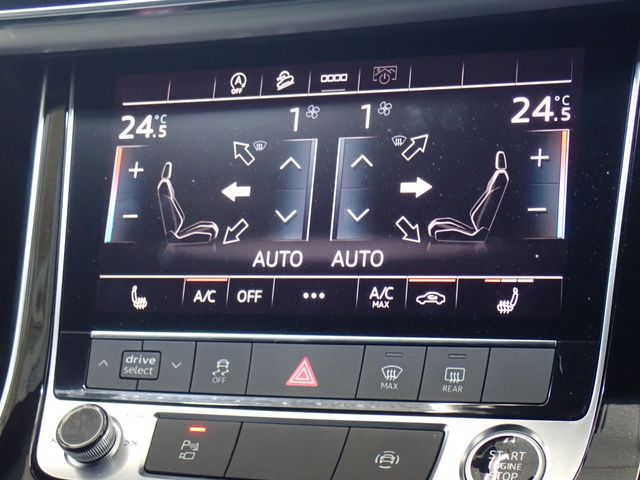 A
OFF
24.5 °C 1 1 24.5 °C
+ +
− −
AUTO AUTO
A/C OFF ••• A/C MAX
drive select OFF MAX REAR
P
START
ENGINE
STOP